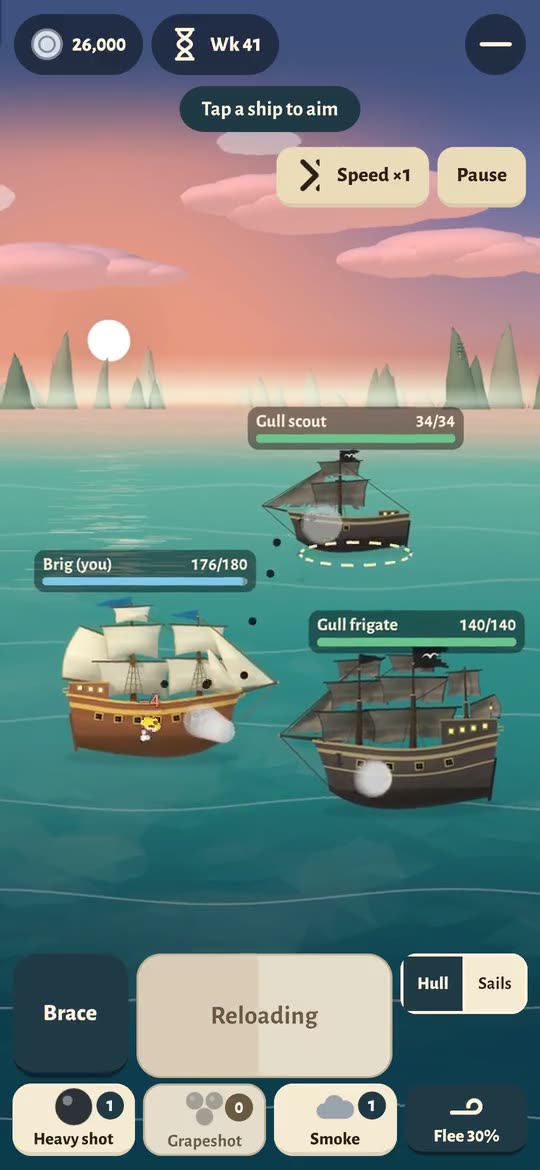 26,000
Wk 41
Tap a ship to aim
Speed ×1
Pause
Gull scout 34/34
Brig (you) 176/180
Gull frigate 140/140
-4
Brace
Reloading
Hull
Sails
1
Heavy shot
0
Grapeshot
1
Smoke
Flee 30%